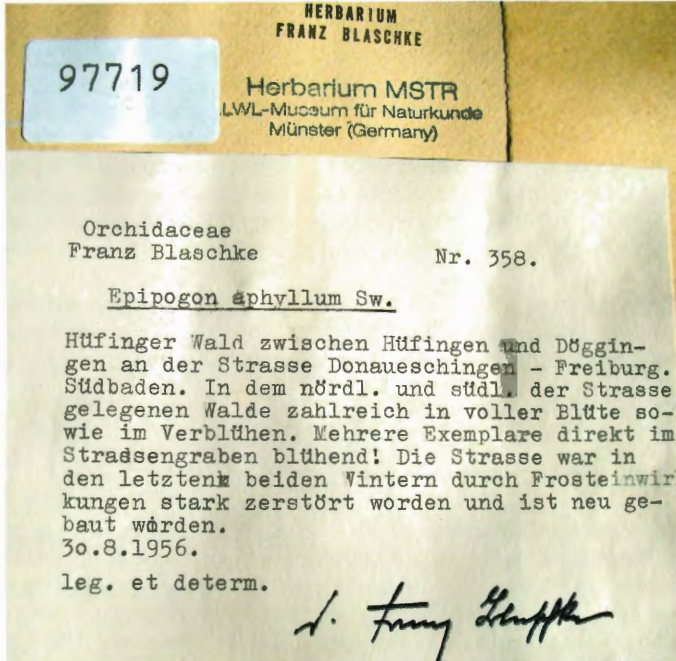 HERBARIUM
FRANZ BLASCHKE
97719
Herbarium MSTR
LWL-Museum für Naturkunde
Münster (Germany)
Orchidaceae
Franz Blaschke Nr. 358.
Epipogon aphyllum Sw.
Hüfinger Wald zwischen Hüfingen und Döggin-
gen an der Strasse Donaueschingen - Freiburg.
Südbaden. In dem nördl. und südl. der Strasse
gelegenen Walde zahlreich in voller Blüte so-
wie im Verblühen. Mehrere Exemplare direkt im
Strassengraben blühend! Die Strasse war in
den letzten beiden Wintern durch Frosteinwir
kungen stark zerstört worden und ist neu ge-
baut worden.
30.8.1956.
leg. et determ.